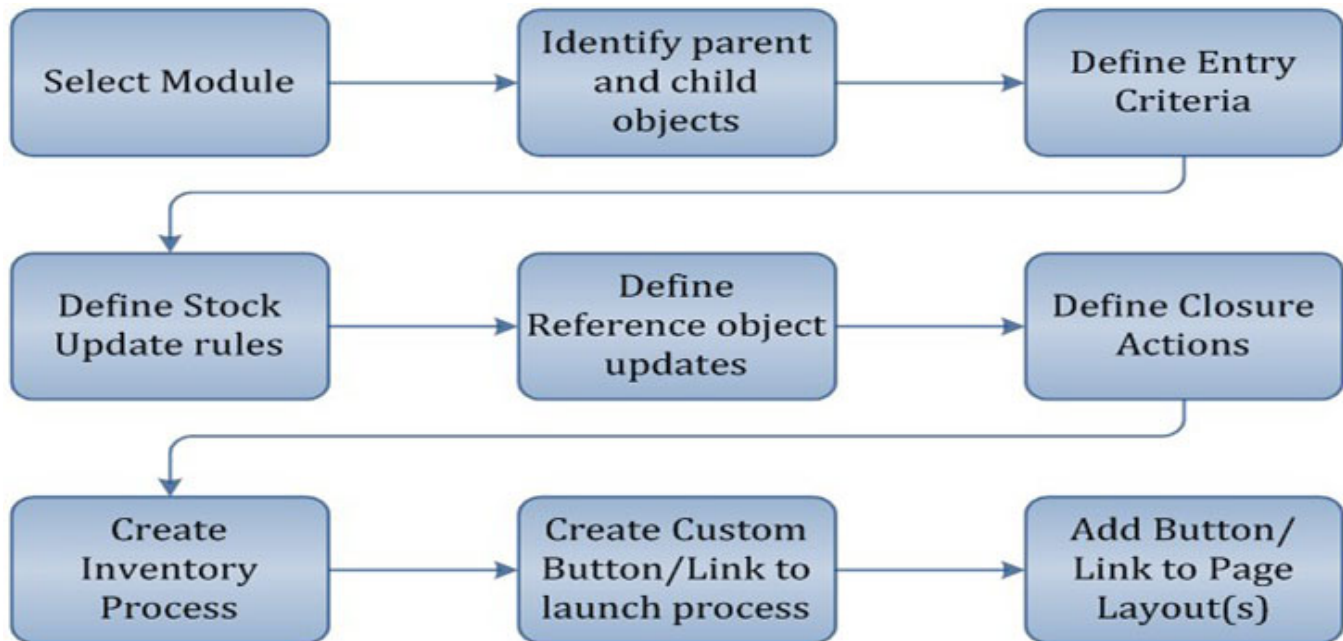 Select Module
Identify parent
and child
objects
Define Entry
Criteria
Define Stock
Update rules
Define
Reference object
updates
Define Closure
Actions
Create
Inventory
Process
Create Custom
Button/Link to
launch process
Add Button/
Link to Page
Layout(s)